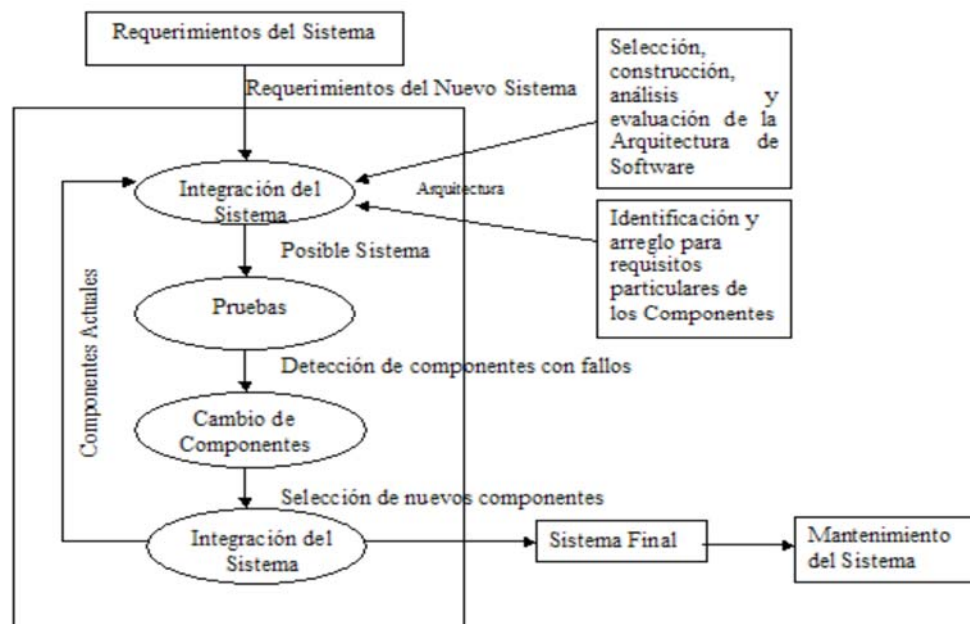 Requerimientos del Sistema
Requerimientos del Nuevo Sistema
Selección,
construcción,
análisis y
evaluación de la
Arquitectura de
Software
Integración del
Sistema
Arquitectura
Identificación y
arreglo para
requisitos
particulares de
los Componentes
Posible Sistema
Pruebas
Componentes Actuales
Detección de componentes con fallos
Cambio de
Componentes
Selección de nuevos componentes
Integración del
Sistema
Sistema Final
Mantenimiento
del Sistema